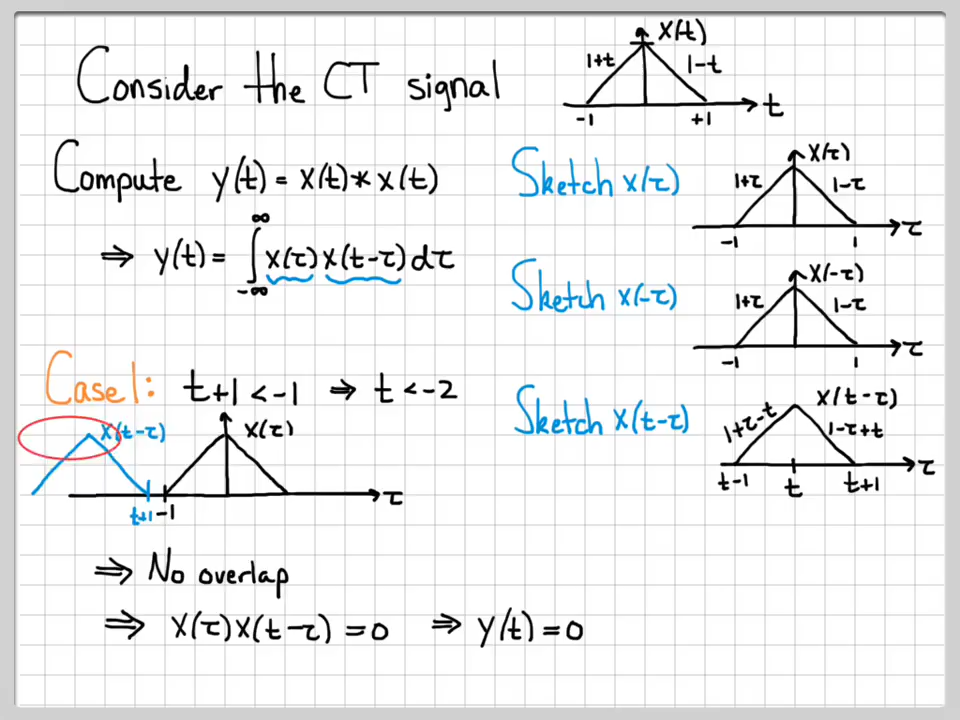 Consider the CT signal
x(t)
1+t
1-t
-1
+1
t
Compute y(t) = x(t) * x(t)
⇒ y(t) = ∫_{-∞}^{∞} x(τ) x(t-τ) dτ
Sketch x(τ)
x(τ)
1+τ
1-τ
-1
1
τ
Sketch x(-τ)
x(-τ)
1+τ
1-τ
-1
1
τ
Sketch x(t-τ)
x(t-τ)
1+τ-t
1-τ+t
t-1
t
t+1
τ
Case 1: t+1 < -1 ⇒ t < -2
x(t-τ)
x(τ)
t+1
-1
τ
⇒ No overlap
⇒ x(τ)x(t-τ) = 0 ⇒ y(t) = 0